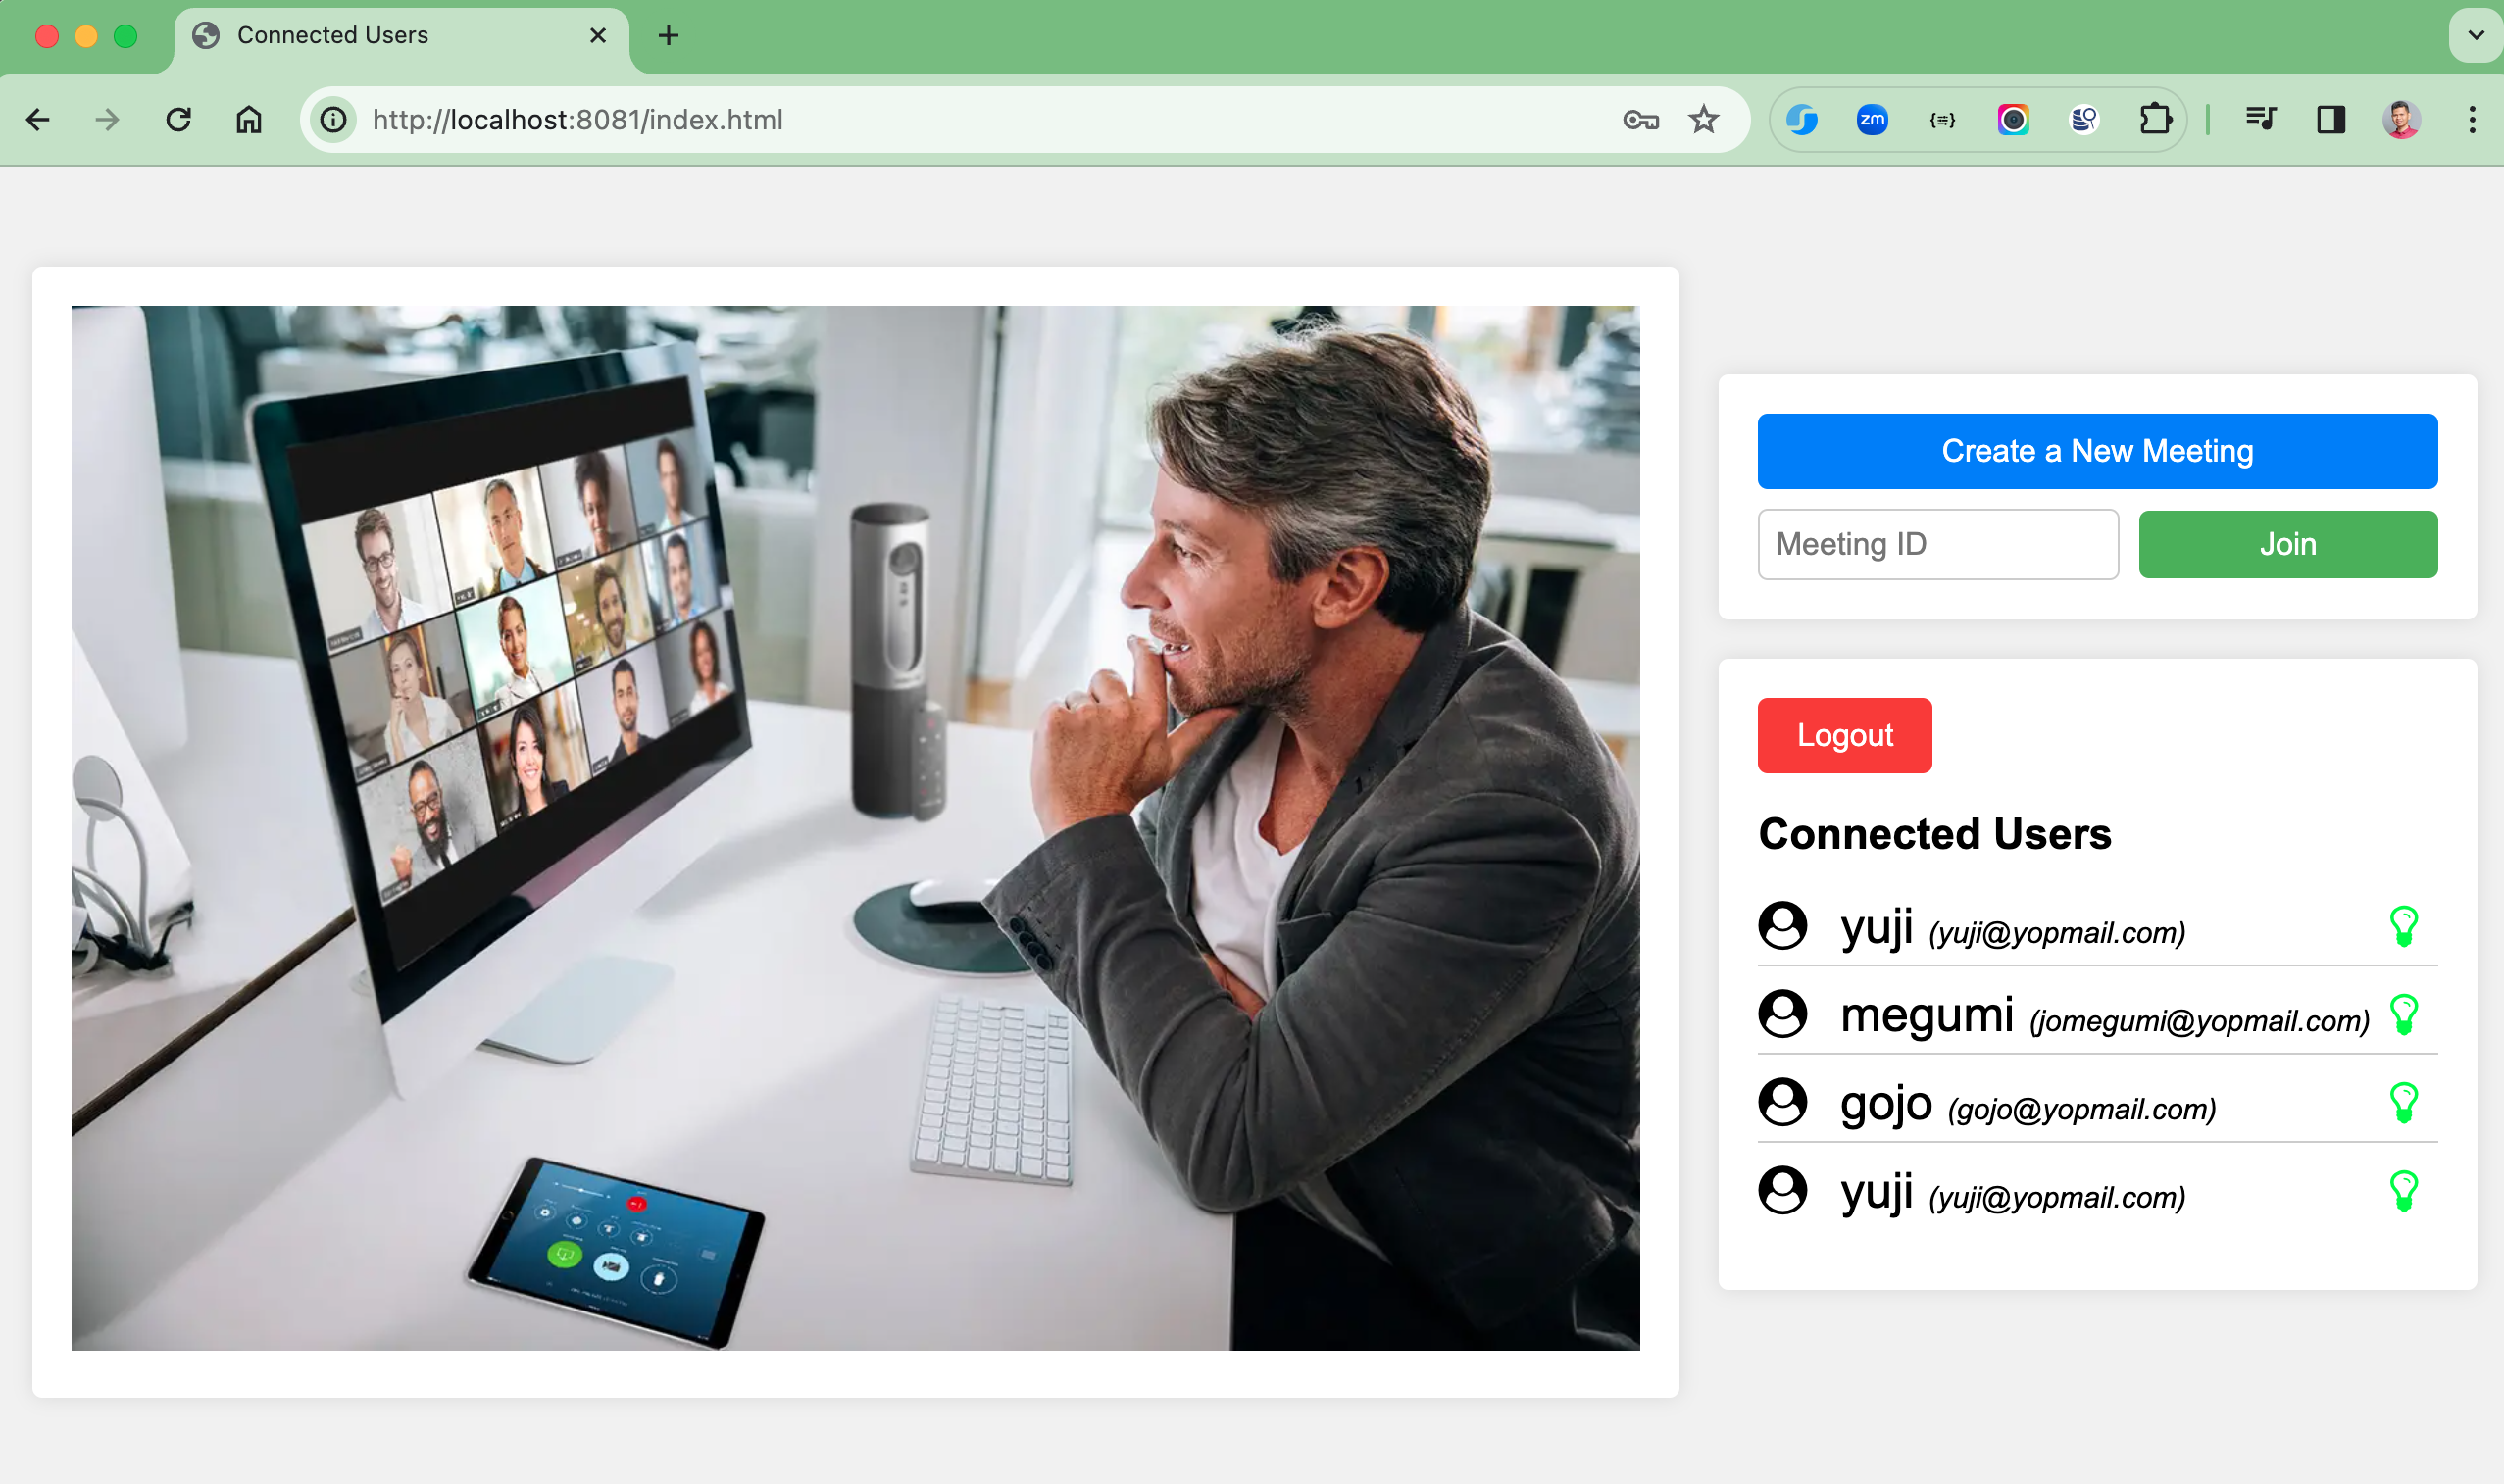 Connected Users
http://localhost:8081/index.html
zm
Create a New Meeting
Meeting ID
Join
Logout
Connected Users
yuji (yuji@yopmail.com)
megumi (jomegumi@yopmail.com)
gojo (gojo@yopmail.com)
yuji (yuji@yopmail.com)